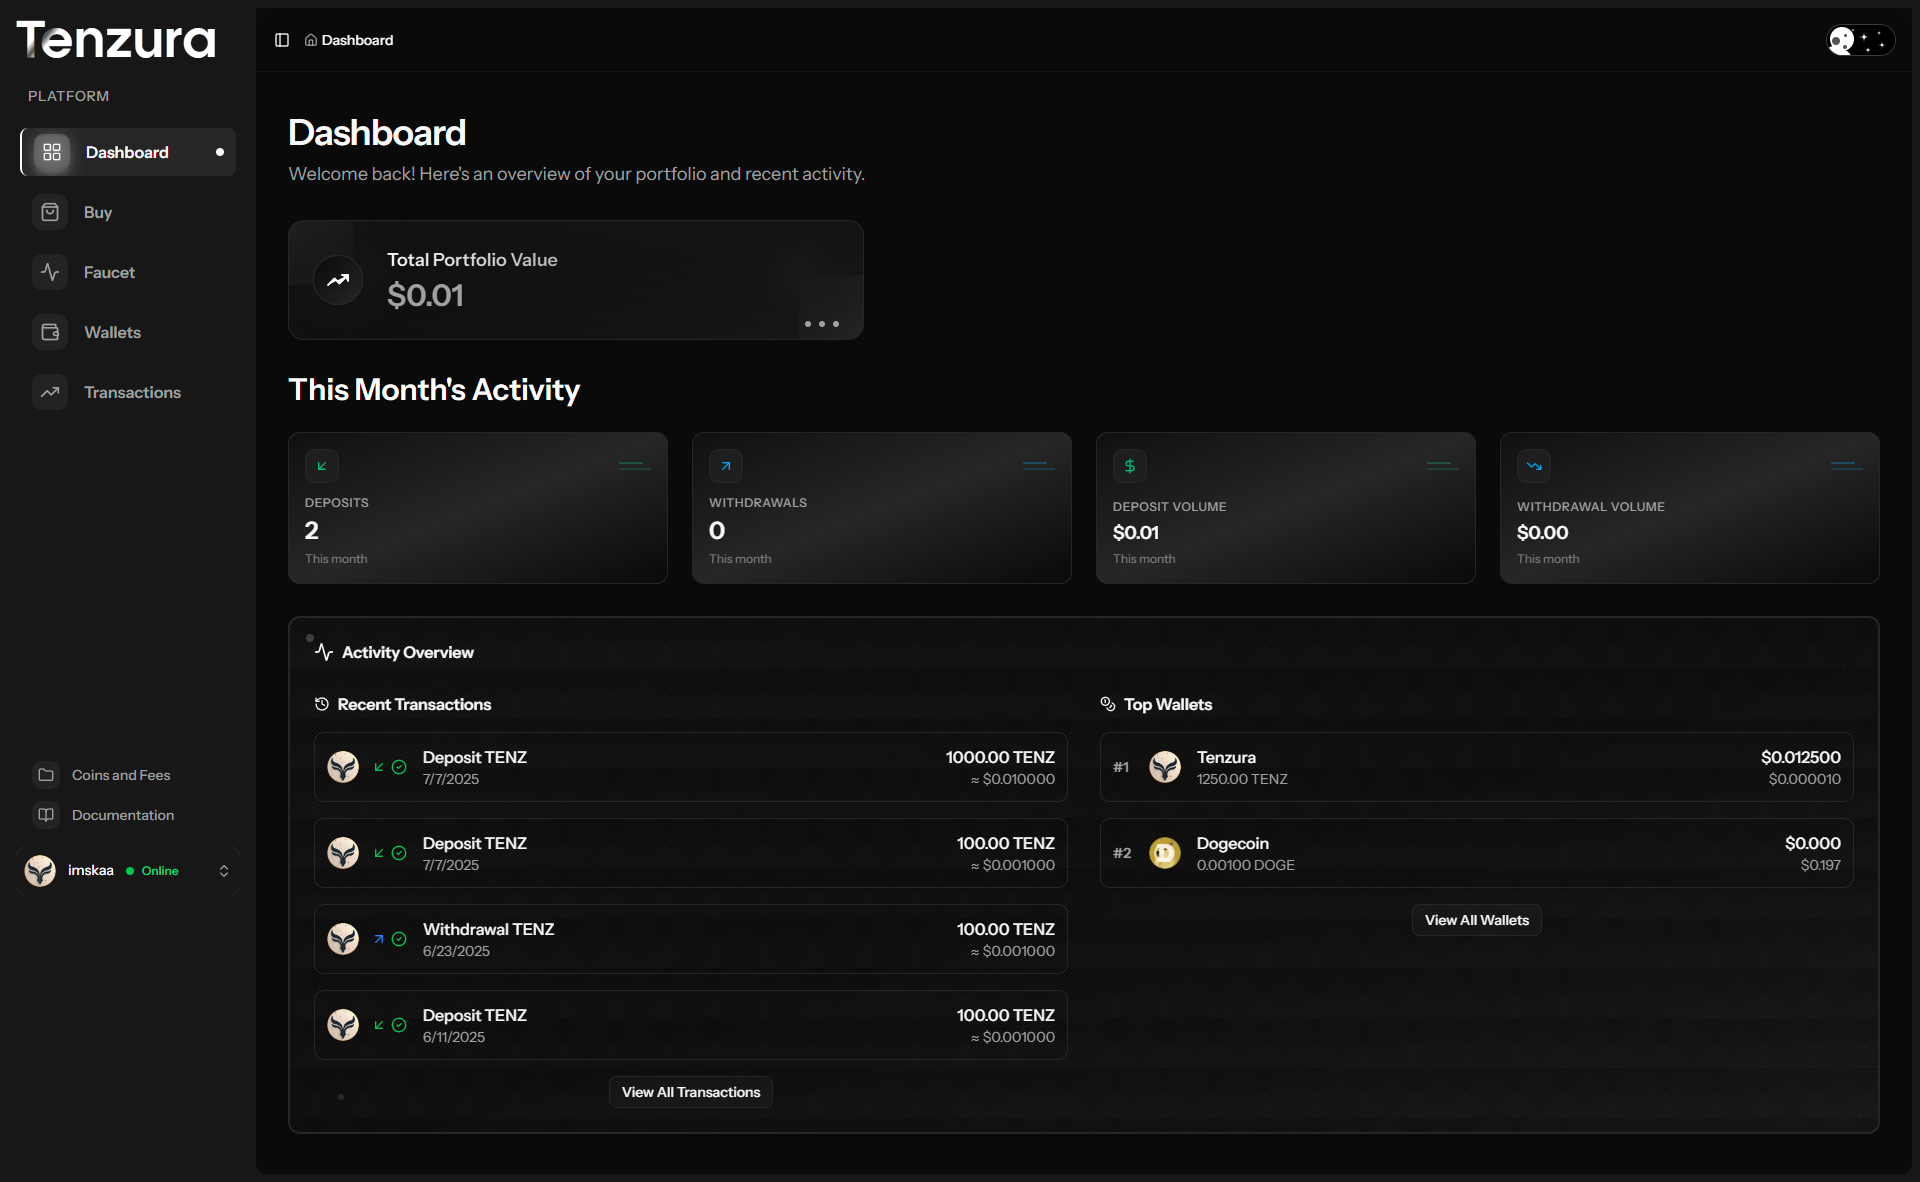 Tenzura
PLATFORM
Dashboard
Buy
Faucet
Wallets
Transactions
Coins and Fees
Documentation
imskaa
Online
Dashboard
Dashboard
Welcome back! Here's an overview of your portfolio and recent activity.
Total Portfolio Value
$0.01
This Month's Activity
DEPOSITS
2
This month
WITHDRAWALS
0
This month
DEPOSIT VOLUME
$0.01
This month
WITHDRAWAL VOLUME
$0.00
This month
Activity Overview
Recent Transactions
Deposit TENZ
1000.00 TENZ
7/7/2025
≈ $0.010000
Deposit TENZ
100.00 TENZ
7/7/2025
≈ $0.001000
Withdrawal TENZ
100.00 TENZ
6/23/2025
≈ $0.001000
Deposit TENZ
100.00 TENZ
6/11/2025
≈ $0.001000
View All Transactions
Top Wallets
#1
Tenzura
$0.012500
1250.00 TENZ
$0.000010
#2
Dogecoin
$0.000
0.00100 DOGE
$0.197
View All Wallets